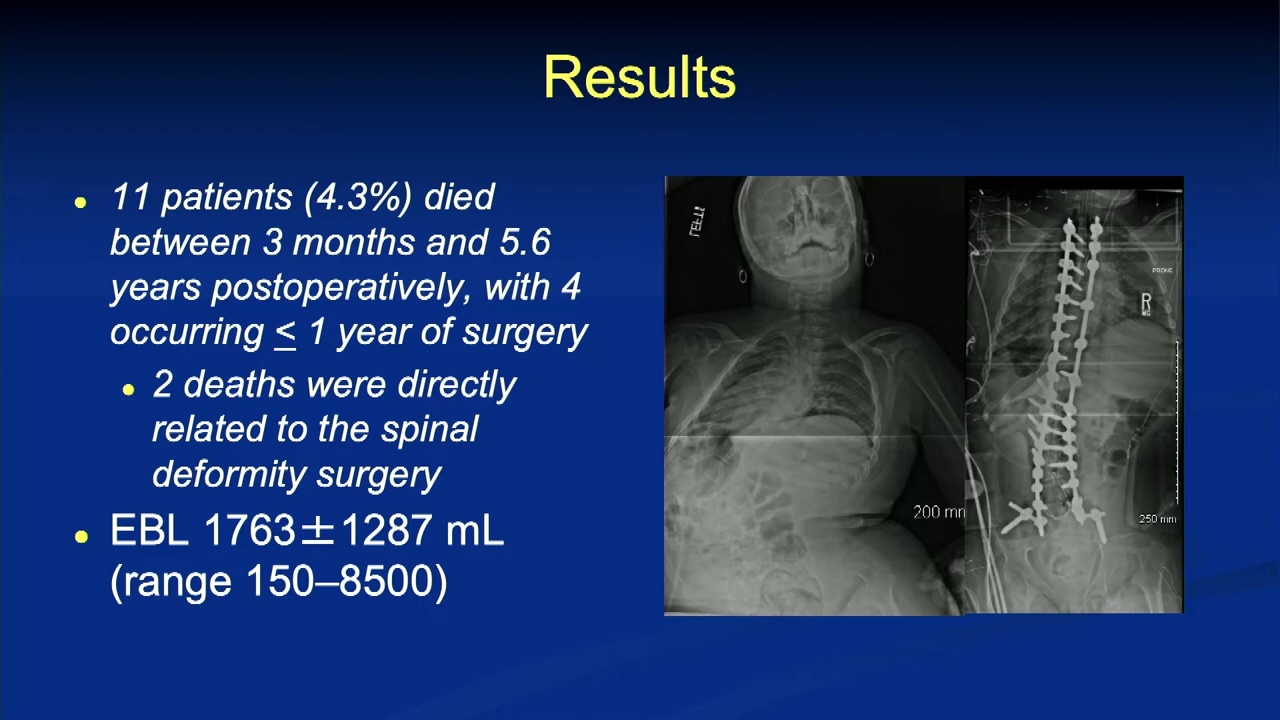 Results
11 patients (4.3%) died
between 3 months and 5.6
years postoperatively, with 4
occurring < 1 year of surgery
2 deaths were directly
related to the spinal
deformity surgery
EBL 1763±1287 mL
(range 150–8500)
LEFT
200 mm
PRONE
R
250 mm